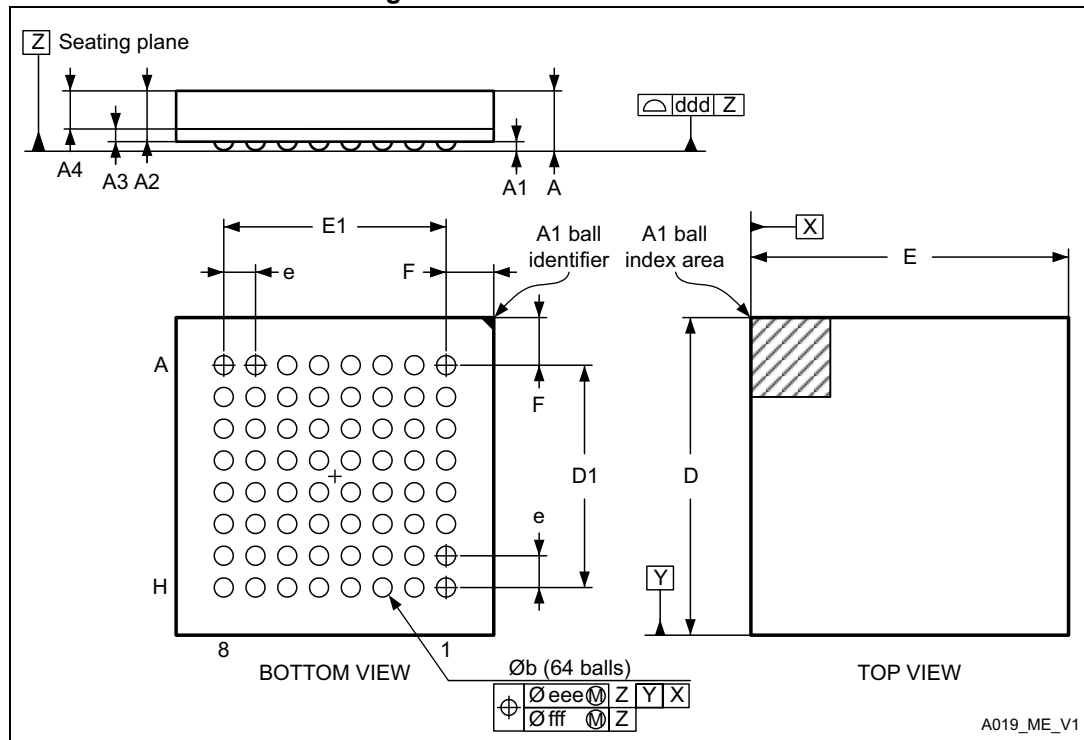 Z Seating plane
ddd Z
A4
A3 A2
A1 A
E1
A1 ball
identifier
A1 ball
index area
X
E
e
F
A
F
D1
D
e
H
Y
8
1
BOTTOM VIEW
TOP VIEW
Øb (64 balls)
Ø eee Ⓜ Z Y X
Ø fff Ⓜ Z
A019_ME_V1